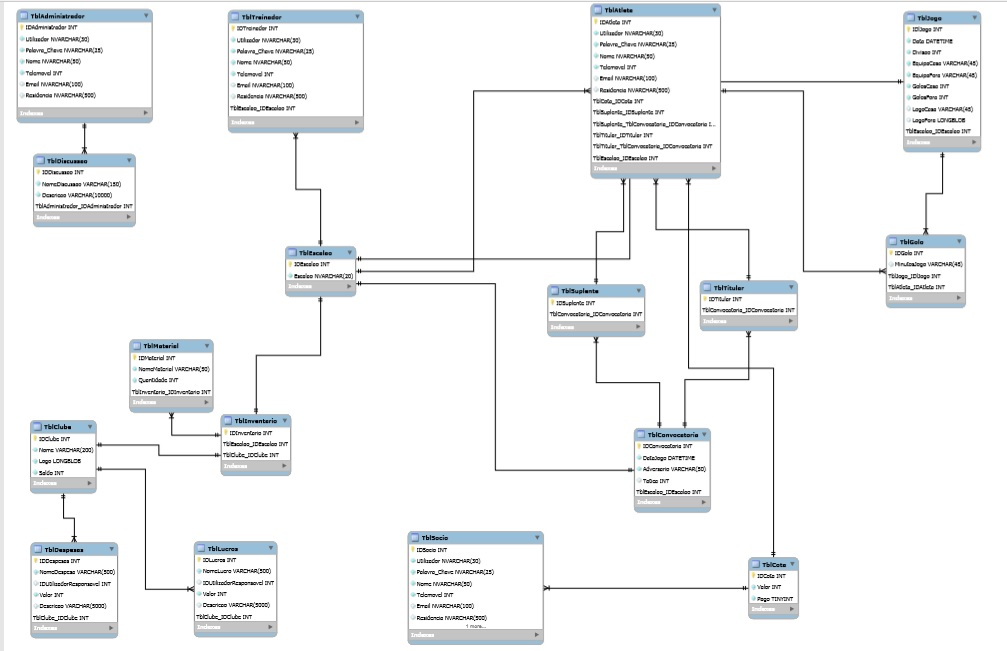 TblAdministrador
IDAdministrador INT
Utilizador NVARCHAR(50)
Palavra_Chave NVARCHAR(25)
Nome NVARCHAR(50)
Telemovel INT
Email NVARCHAR(100)
Residencia NVARCHAR(500)
Indexes
TblTreinador
IDTreinador INT
Utilizador NVARCHAR(50)
Palavra_Chave NVARCHAR(25)
Nome NVARCHAR(50)
Telemovel INT
Email NVARCHAR(100)
Residencia NVARCHAR(500)
TblEscalao_IDEscalao INT
Indexes
TblAtleta
IDAtleta INT
Utilizador NVARCHAR(50)
Palavra_Chave NVARCHAR(25)
Nome NVARCHAR(50)
Telemovel INT
Email NVARCHAR(100)
Residencia NVARCHAR(500)
TblCota_IDCota INT
TblSuplente_IDSuplente INT
TblSuplente_TblConvocatoria_IDConvocatoria I...
TblTitular_IDTitular INT
TblTitular_TblConvocatoria_IDConvocatoria INT
TblEscalao_IDEscalao INT
Indexes
TblJogo
IDJogo INT
Data DATETIME
Divisao INT
EquipaCasa VARCHAR(45)
EquipaFora VARCHAR(45)
GolosCasa INT
GolosFora INT
LogoCasa VARCHAR(45)
LogoFora LONGBLOB
TblEscalao_IDEscalao INT
Indexes
TblDiscussao
IDDiscussao INT
NomeDiscussao VARCHAR(150)
Descricao VARCHAR(10000)
TblAdministrador_IDAdministrador INT
Indexes
TblEscalao
IDEscalao INT
Escalao NVARCHAR(20)
Indexes
TblGolo
IDGolo INT
MinutosJogo VARCHAR(45)
TblJogo_IDJogo INT
TblAtleta_IDAtleta INT
Indexes
TblSuplente
IDSuplente INT
TblConvocatoria_IDConvocatoria INT
Indexes
TblTitular
IDTitular INT
TblConvocatoria_IDConvocatoria INT
Indexes
TblMaterial
IDMaterial INT
NomeMaterial VARCHAR(50)
Quantidade INT
TblInventario_IDInventario INT
Indexes
TblInventario
IDInventario INT
TblEscalao_IDEscalao INT
TblClube_IDClube INT
Indexes
TblClube
IDClube INT
Nome VARCHAR(200)
Logo LONGBLOB
Saldo INT
Indexes
TblConvocatoria
IDConvocatoria INT
DataJogo DATETIME
Adversario VARCHAR(50)
INT
TblEscalao_IDEscalao INT
Indexes
TblDespesas
IDDespesas INT
NomeDespesas VARCHAR(500)
IDUtilizadorResponsavel INT
Valor INT
Descricao VARCHAR(5000)
TblClube_IDClube INT
Indexes
TblLucros
IDLucros INT
NomeLucro VARCHAR(500)
IDUtilizadorResponsavel INT
Valor INT
Descricao VARCHAR(5000)
TblClube_IDClube INT
Indexes
TblSocio
IDSocio INT
Utilizador NVARCHAR(50)
Palavra_Chave NVARCHAR(25)
Nome NVARCHAR(50)
Telemovel INT
Email NVARCHAR(100)
Residencia NVARCHAR(500)
1 more...
Indexes
TblCota
IDCota INT
Valor INT
Pago TINYINT
Indexes